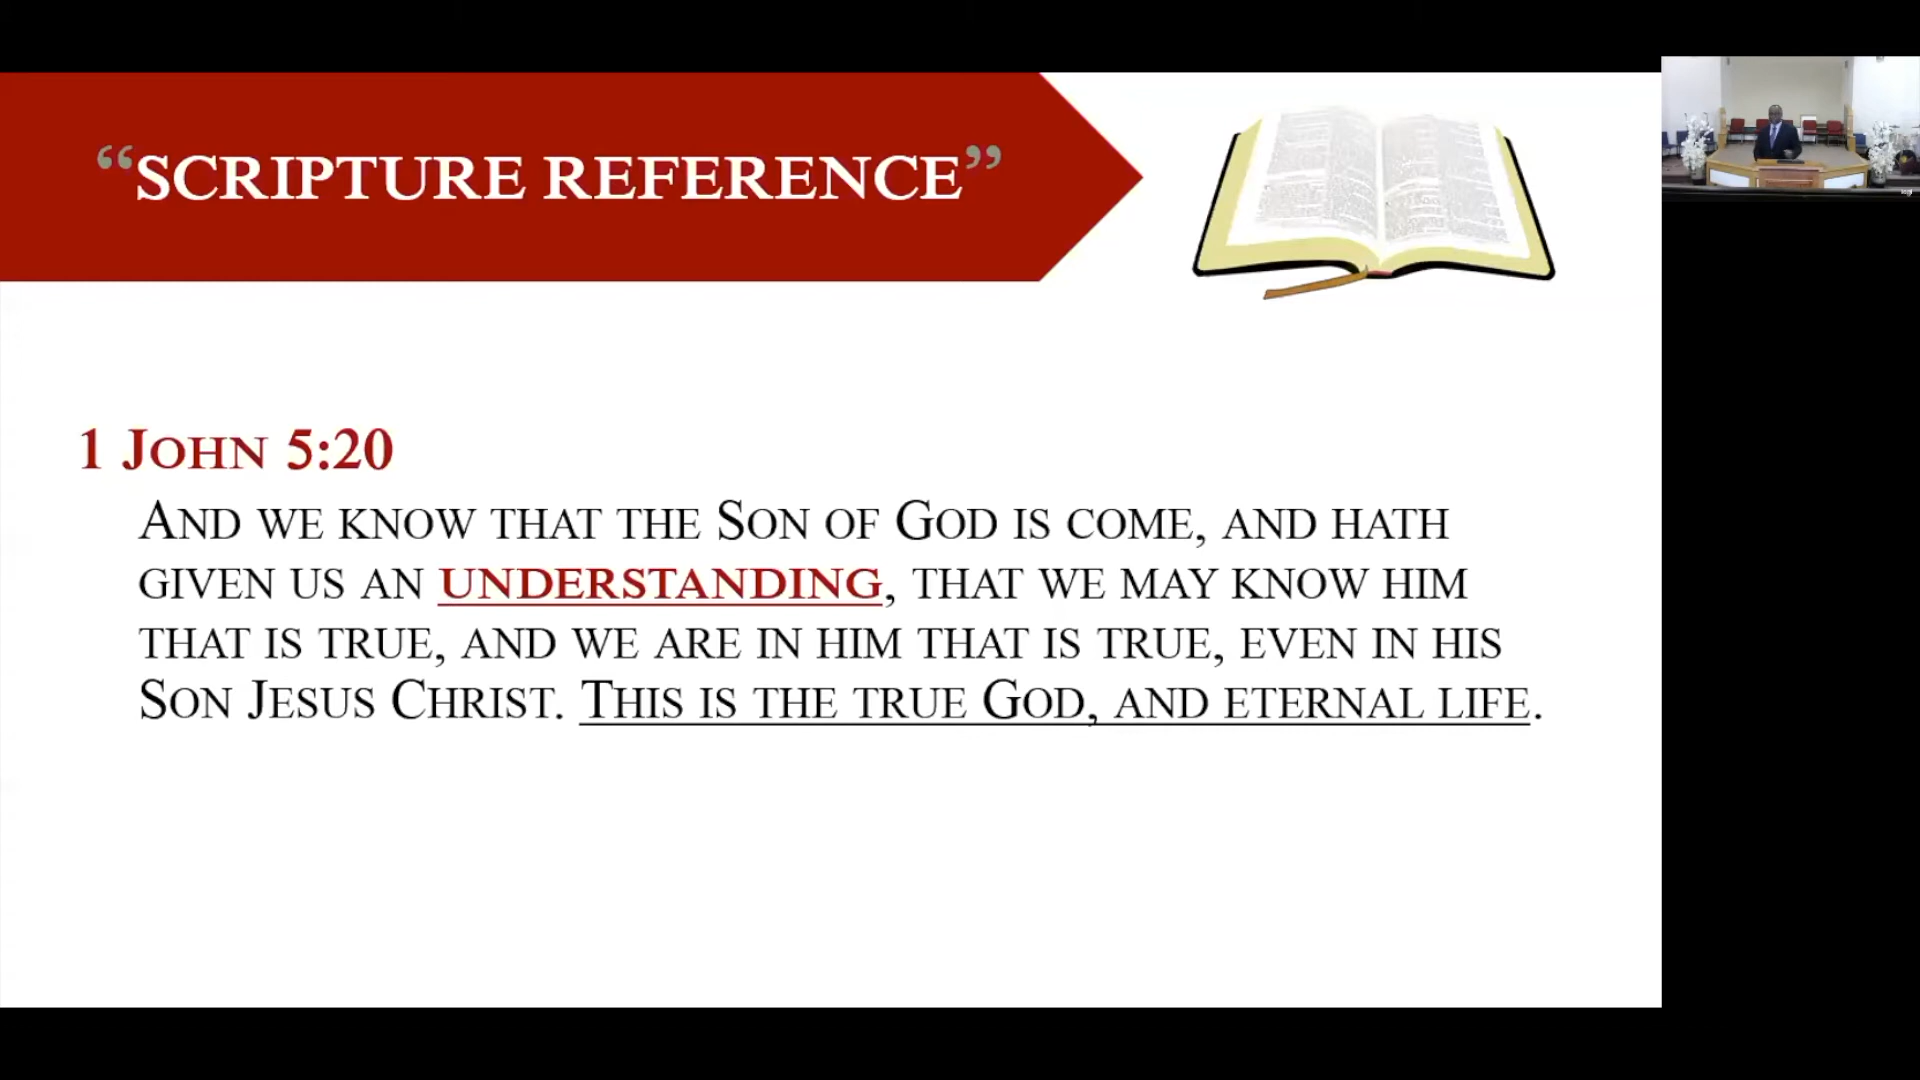 “SCRIPTURE REFERENCE”
1 JOHN 5:20
AND WE KNOW THAT THE SON OF GOD IS COME, AND HATH
GIVEN US AN UNDERSTANDING, THAT WE MAY KNOW HIM
THAT IS TRUE, AND WE ARE IN HIM THAT IS TRUE, EVEN IN HIS
SON JESUS CHRIST. THIS IS THE TRUE GOD, AND ETERNAL LIFE.